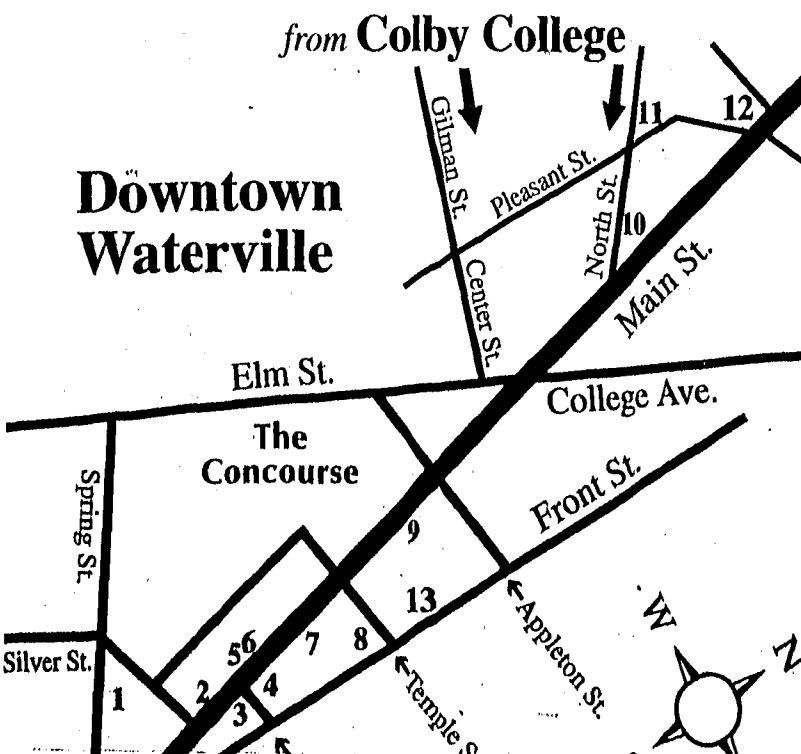 from Colby College
Downtown
Waterville
Gilman St.
Pleasant St.
North St.
11
12
10
Center St.
Main St.
Elm St.
College Ave.
The
Concourse
Spring St.
Front St.
9
13
Appleton St.
Silver St.
5
6
7
8
Temple S
1
2
3
4
W
N